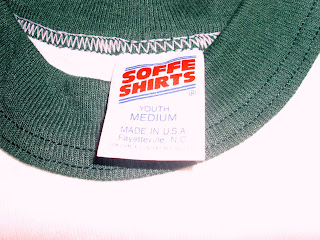 SOFFE
SHIRTS®
YOUTH
MEDIUM
MADE IN U.S.A
Fayetteville, N.C.